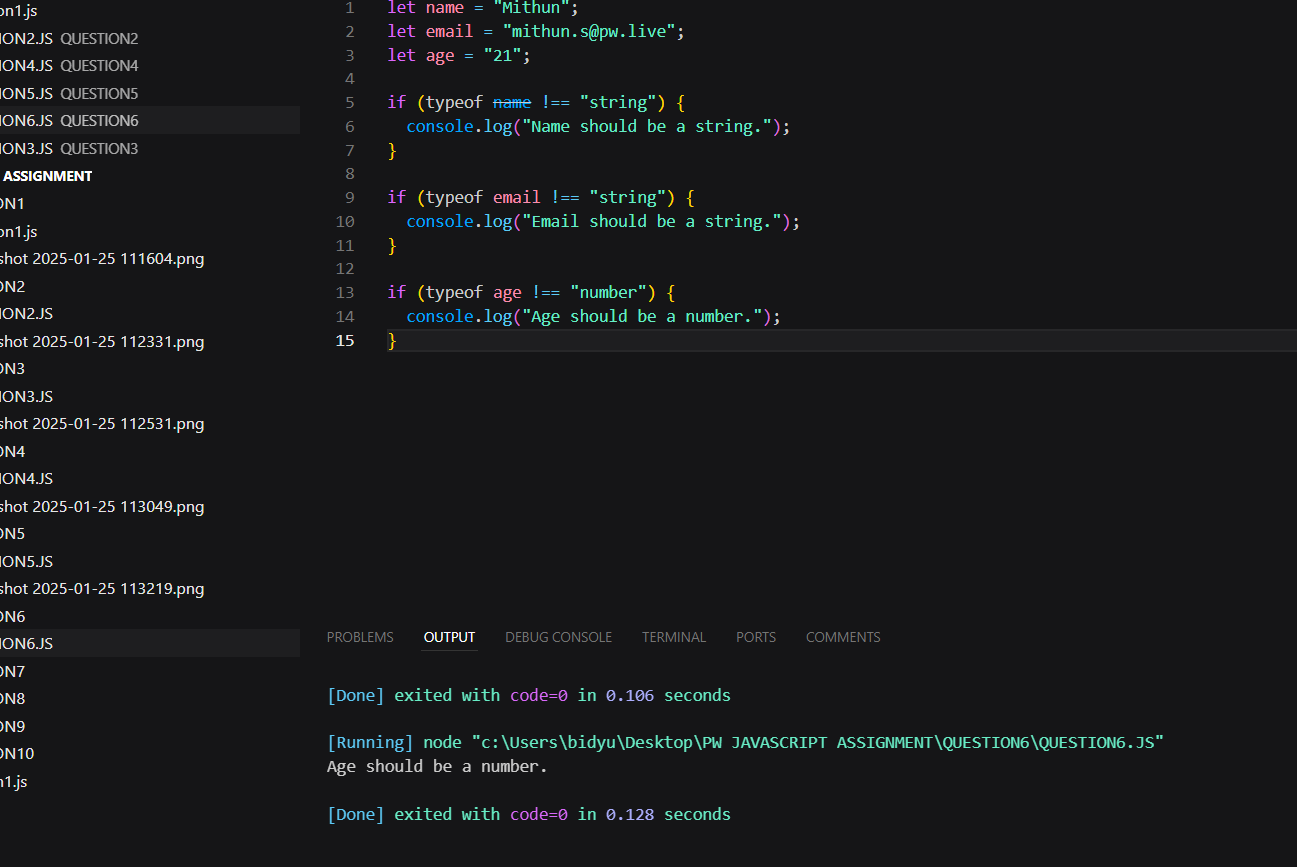 on1.js
ION2.JS QUESTION2
ION4.JS QUESTION4
ION5.JS QUESTION5
ION6.JS QUESTION6
ION3.JS QUESTION3
ASSIGNMENT
ON1
on1.js
shot 2025-01-25 111604.png
ON2
ION2.JS
shot 2025-01-25 112331.png
ON3
ION3.JS
shot 2025-01-25 112531.png
ON4
ION4.JS
shot 2025-01-25 113049.png
ON5
ION5.JS
shot 2025-01-25 113219.png
ON6
ION6.JS
ON7
ON8
ON9
ON10
n1.js
1 let name = "Mithun";
2 let email = "mithun.s@pw.live";
3 let age = "21";
4
5 if (typeof name !== "string") {
6 console.log("Name should be a string.");
7 }
8
9 if (typeof email !== "string") {
10 console.log("Email should be a string.");
11 }
12
13 if (typeof age !== "number") {
14 console.log("Age should be a number.");
15 }
PROBLEMS OUTPUT DEBUG CONSOLE TERMINAL PORTS COMMENTS
[Done] exited with code=0 in 0.106 seconds
[Running] node "c:\Users\bidyu\Desktop\PW JAVASCRIPT ASSIGNMENT\QUESTION6\QUESTION6.JS"
Age should be a number.
[Done] exited with code=0 in 0.128 seconds